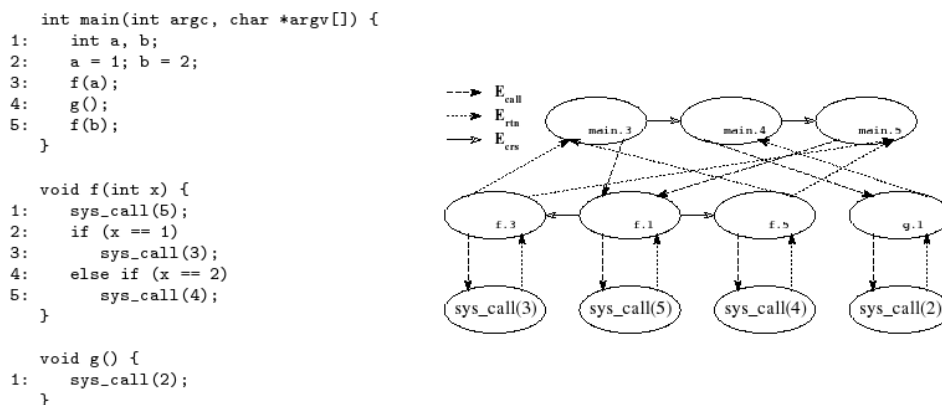 int main(int argc, char *argv[]) {
1: int a, b;
2: a = 1; b = 2;
3: f(a);
4: g();
5: f(b);
}
void f(int x) {
1: sys_call(5);
2: if (x == 1)
3: sys_call(3);
4: else if (x == 2)
5: sys_call(4);
}
void g() {
1: sys_call(2);
}
E_call
E_rtn
E_crs
main.3 main.4 main.5
f.3 f.1 f.5 g.1
sys_call(3) sys_call(5) sys_call(4) sys_call(2)